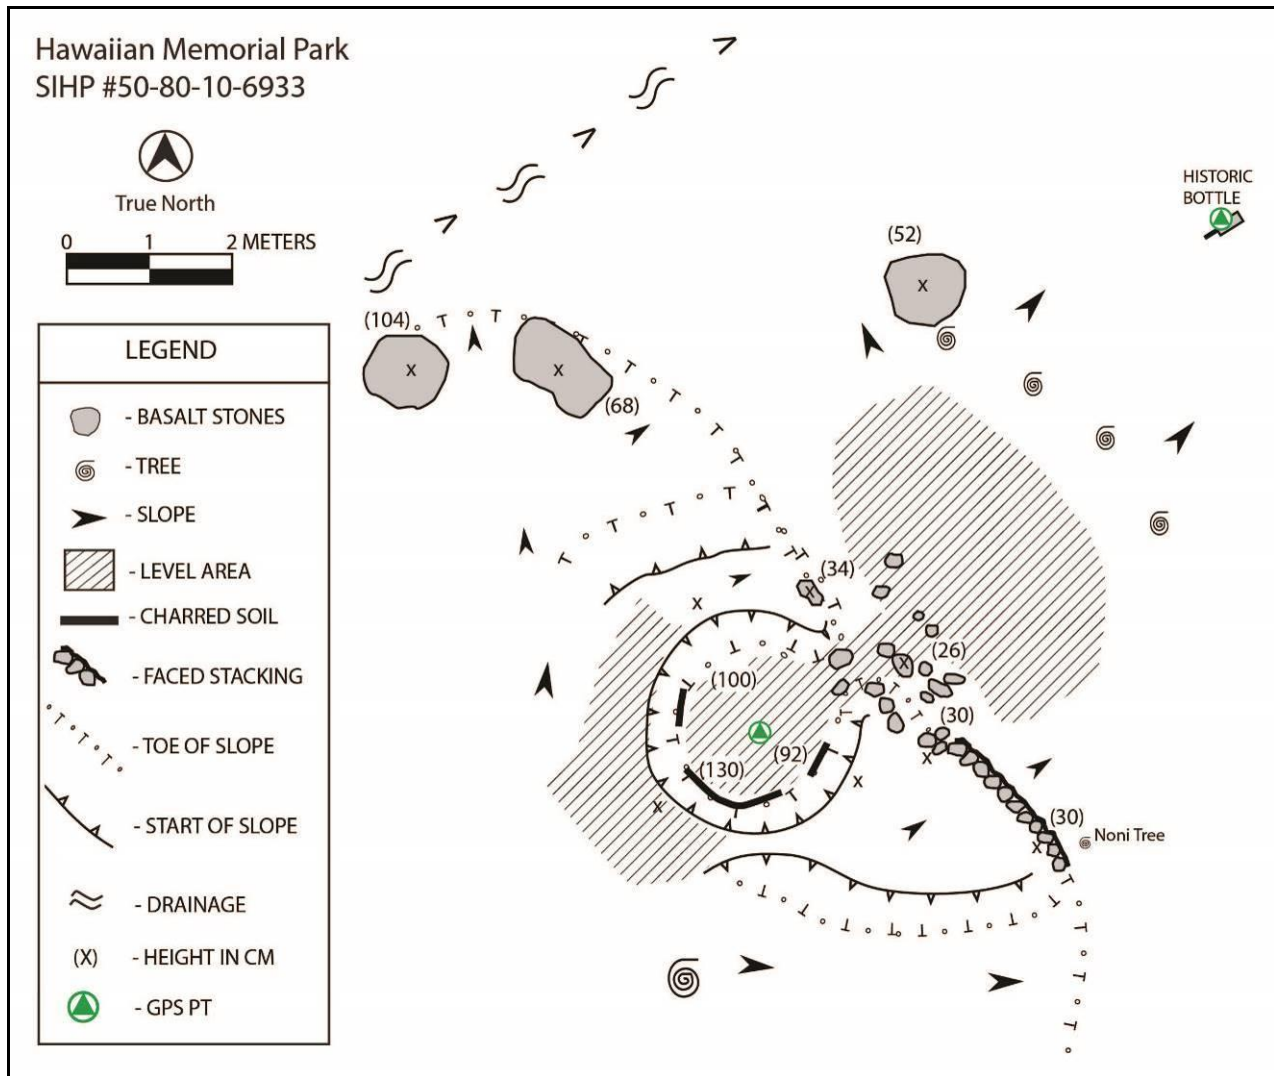 Hawaiian Memorial Park
SIHP #50-80-10-6933
True North
0 1 2 METERS
LEGEND
- BASALT STONES
- TREE
- SLOPE
- LEVEL AREA
- CHARRED SOIL
- FACED STACKING
- TOE OF SLOPE
- START OF SLOPE
- DRAINAGE
(X) - HEIGHT IN CM
- GPS PT
HISTORIC
BOTTLE
(52)
(104)
(68)
(34)
(26)
(100)
(30)
(92)
(130)
(30)
Noni Tree